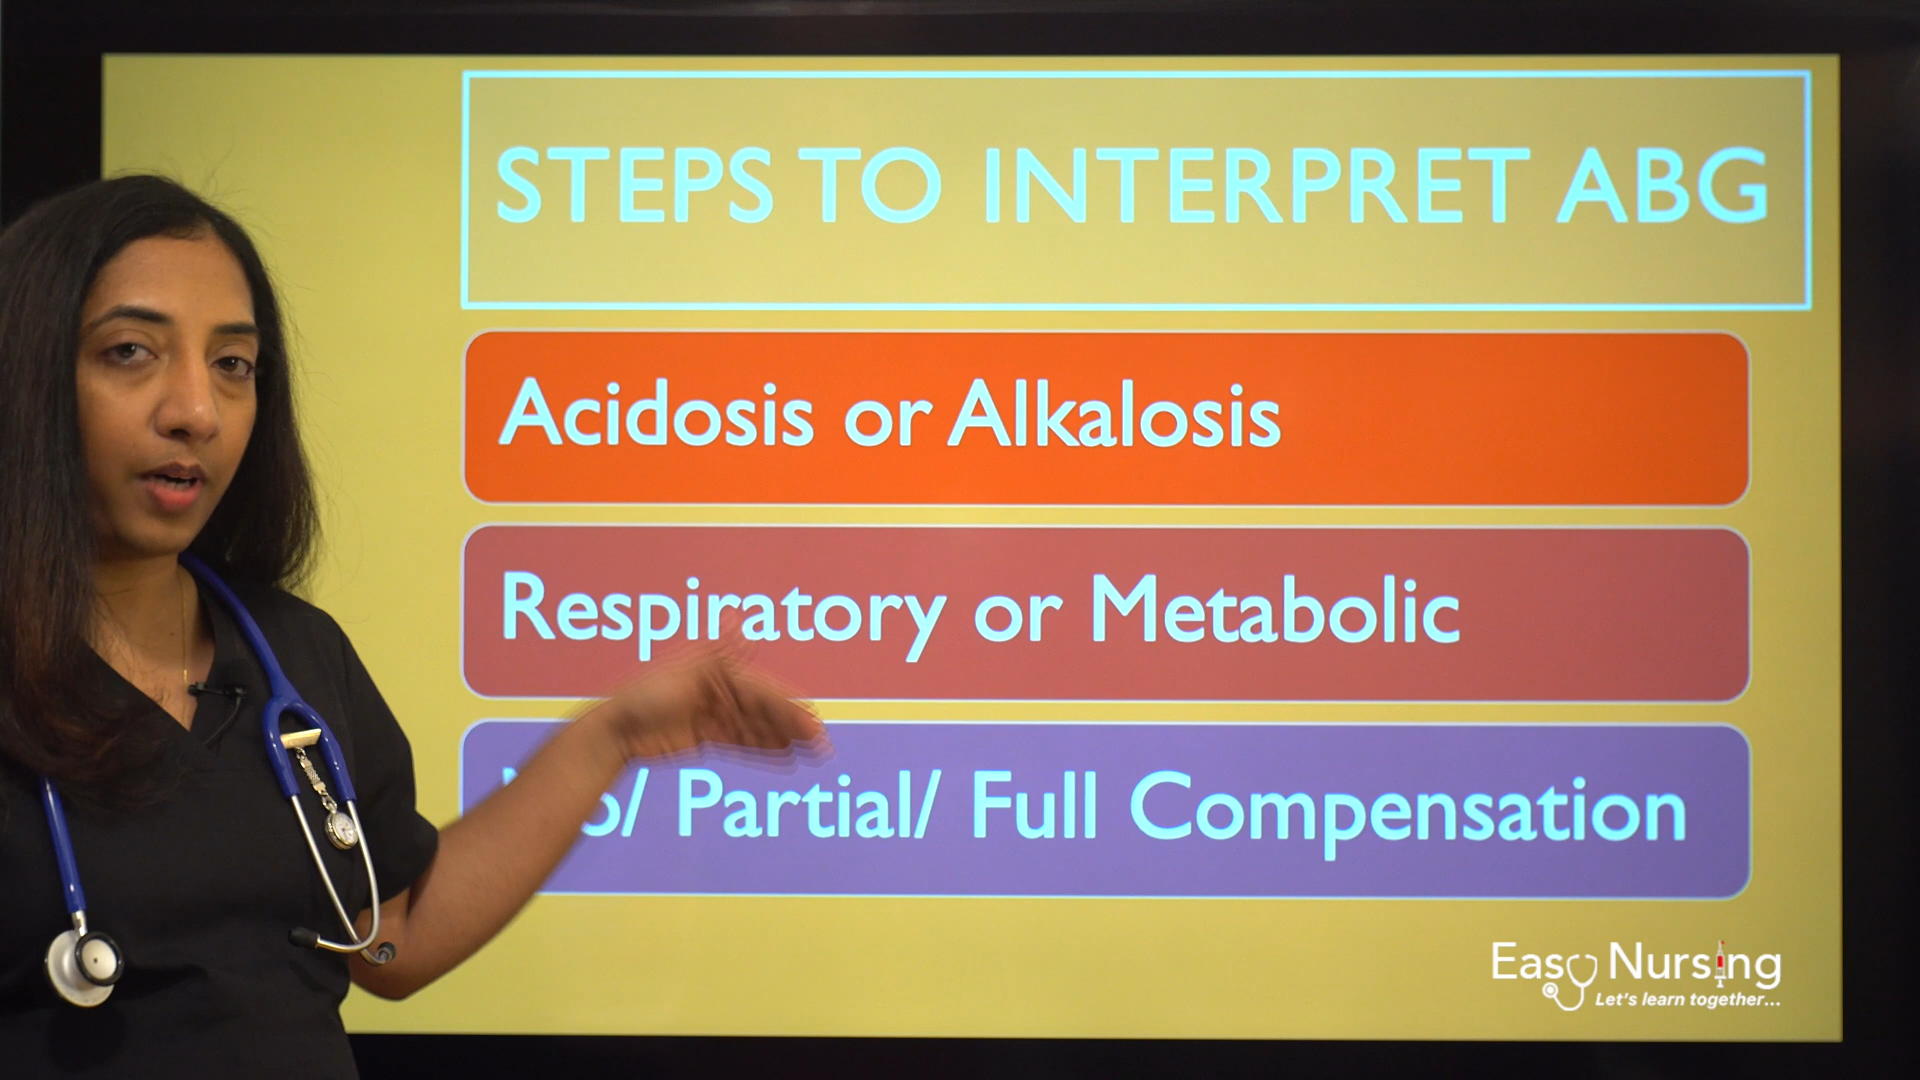 STEPS TO INTERPRET ABG
Acidosis or Alkalosis
Respiratory or Metabolic
/ Partial/ Full Compensation
Easy Nursing
Let's learn together...